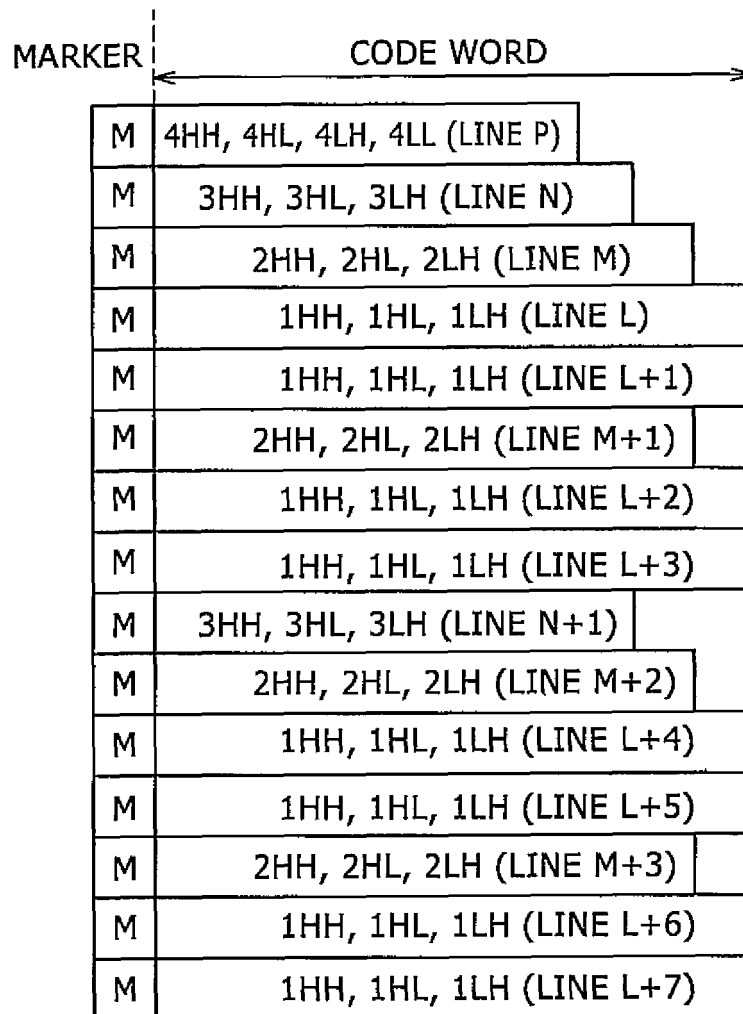 MARKER CODE WORD
M 4HH, 4HL, 4LH, 4LL (LINE P)
M 3HH, 3HL, 3LH (LINE N)
M 2HH, 2HL, 2LH (LINE M)
M 1HH, 1HL, 1LH (LINE L)
M 1HH, 1HL, 1LH (LINE L+1)
M 2HH, 2HL, 2LH (LINE M+1)
M 1HH, 1HL, 1LH (LINE L+2)
M 1HH, 1HL, 1LH (LINE L+3)
M 3HH, 3HL, 3LH (LINE N+1)
M 2HH, 2HL, 2LH (LINE M+2)
M 1HH, 1HL, 1LH (LINE L+4)
M 1HH, 1HL, 1LH (LINE L+5)
M 2HH, 2HL, 2LH (LINE M+3)
M 1HH, 1HL, 1LH (LINE L+6)
M 1HH, 1HL, 1LH (LINE L+7)